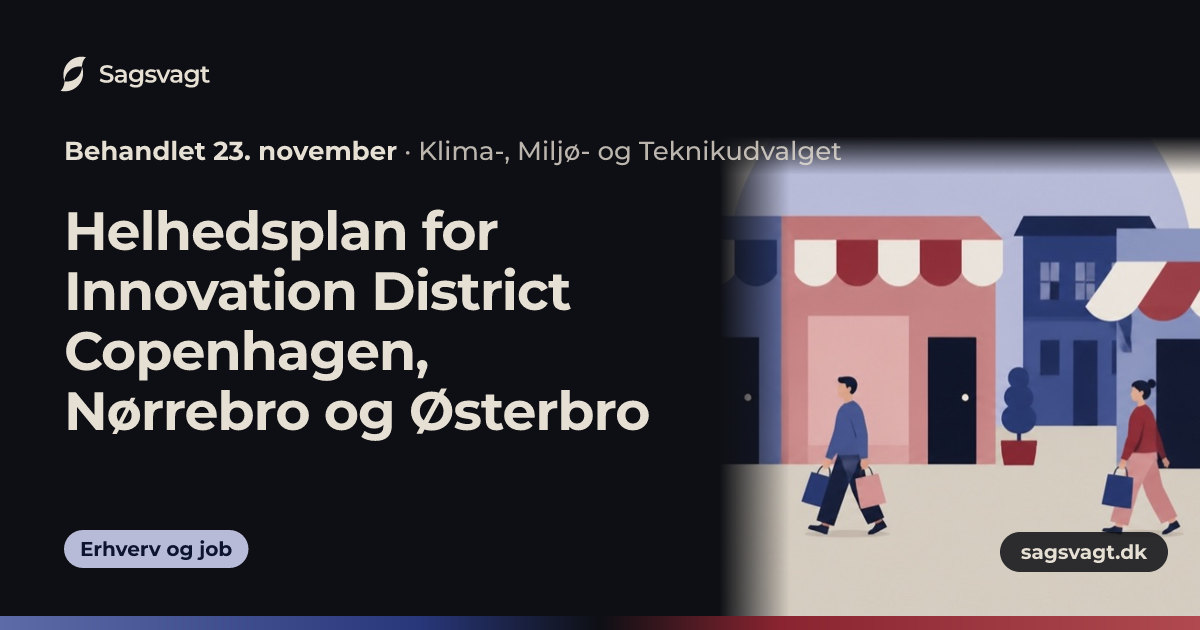 Sagsvagt
Behandlet 23. november · Klima-, Miljø- og Teknikudvalget
Helhedsplan for
Innovation District
Copenhagen,
Nørrebro og Østerbro
Erhverv og job
sagsvagt.dk